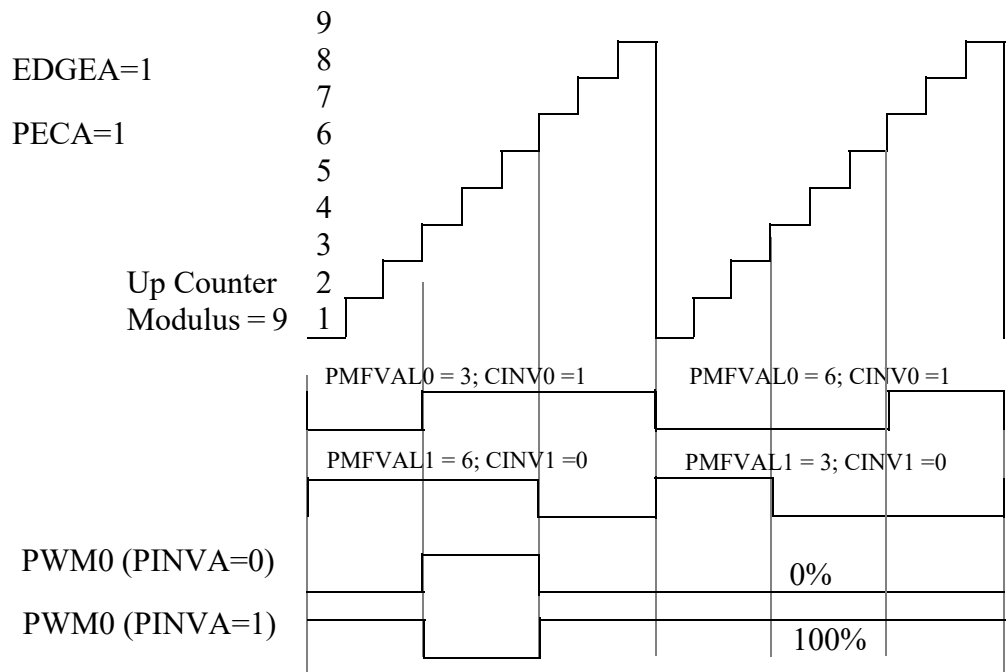 9
EDGEA=1
8
7
PECA=1
6
5
4
3
Up Counter
2
Modulus = 9
1
PMFVAL0 = 3; CINV0 =1
PMFVAL0 = 6; CINV0 =1
PMFVAL1 = 6; CINV1 =0
PMFVAL1 = 3; CINV1 =0
PWM0 (PINVA=0)
0%
PWM0 (PINVA=1)
100%